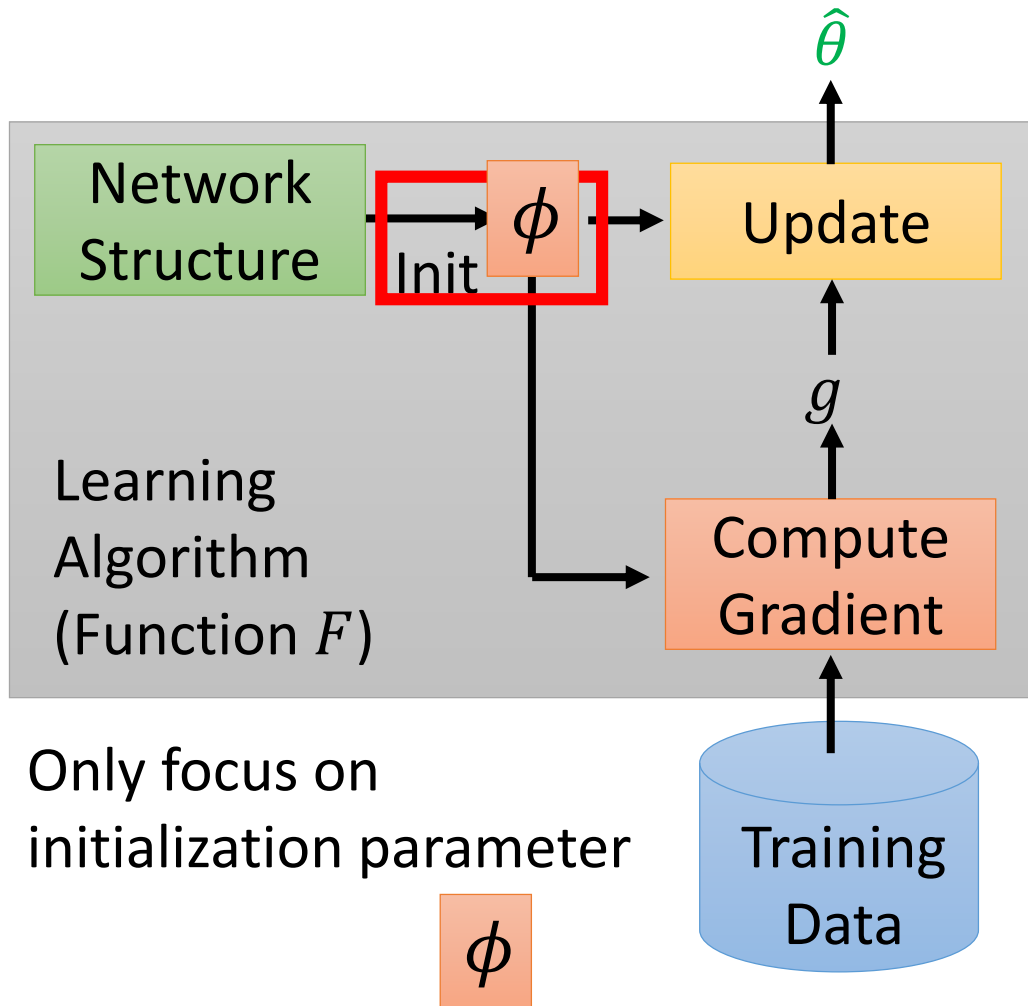 θ̂
Network
Structure
Init
ϕ
Update
g
Learning
Algorithm
(Function F)
Compute
Gradient
Only focus on
initialization parameter
ϕ
Training
Data